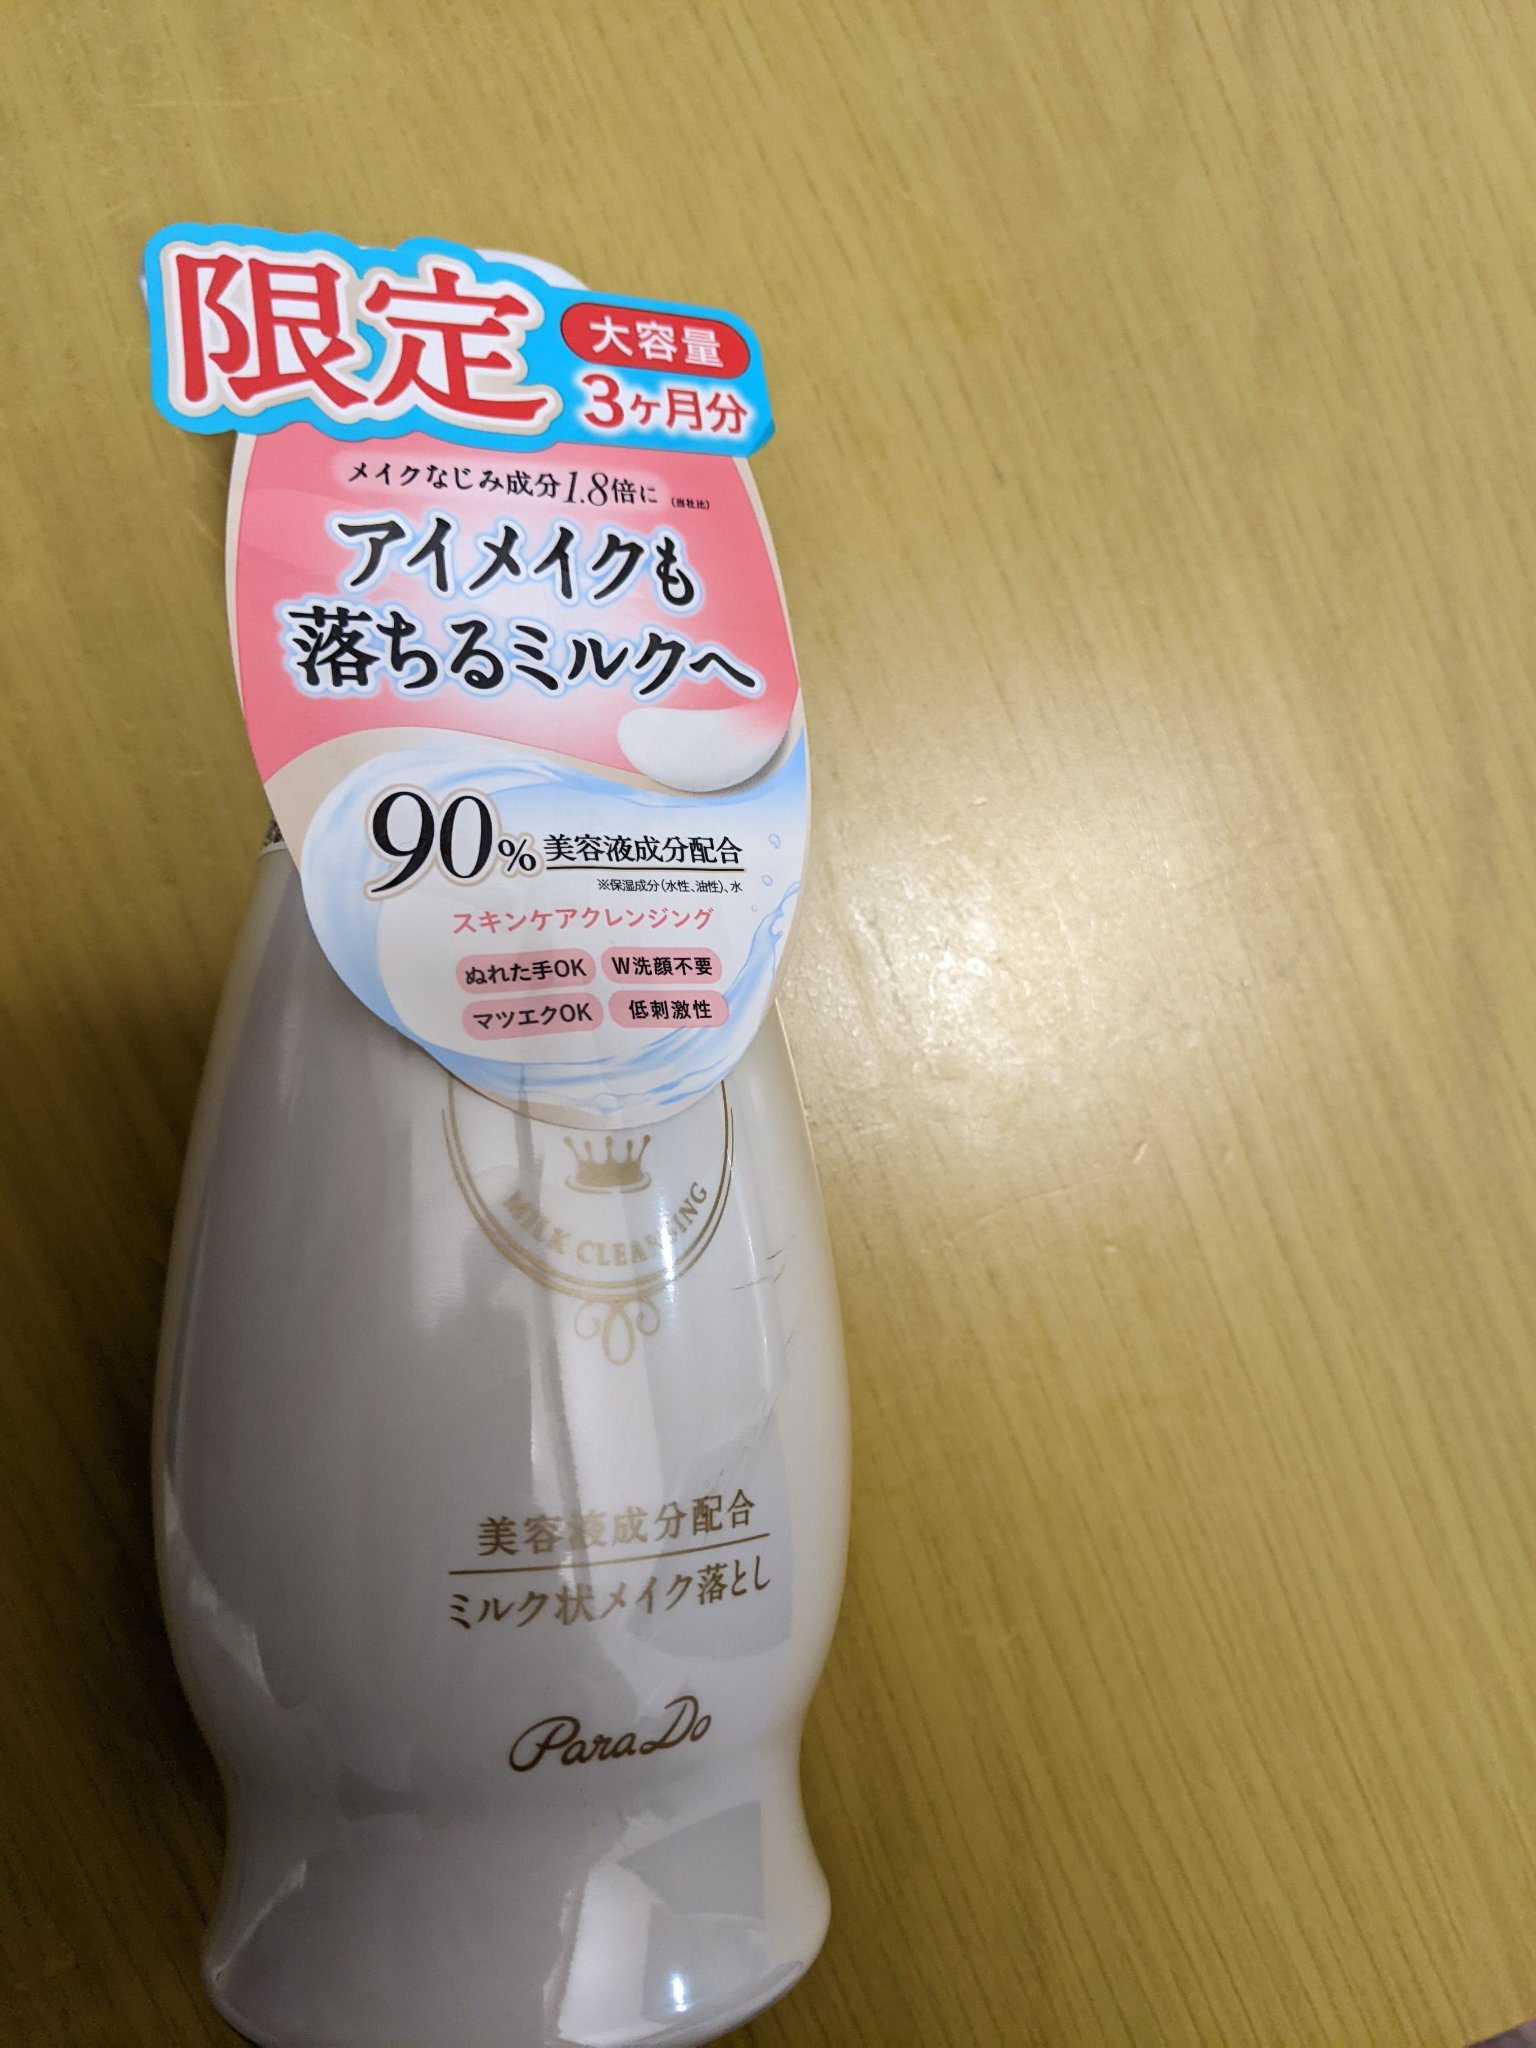 限定
大容量
3ヶ月分
メイクなじみ成分1.8倍に (当社比)
アイメイクも
落ちるミルクへ
90%美容液成分配合
※保湿成分(水性、油性)、水
スキンケアクレンジング
ぬれた手OK W洗顔不要
マツエクOK 低刺激性
MILK CLEANSING
美容液成分配合
ミルク状メイク落とし
ParaDo